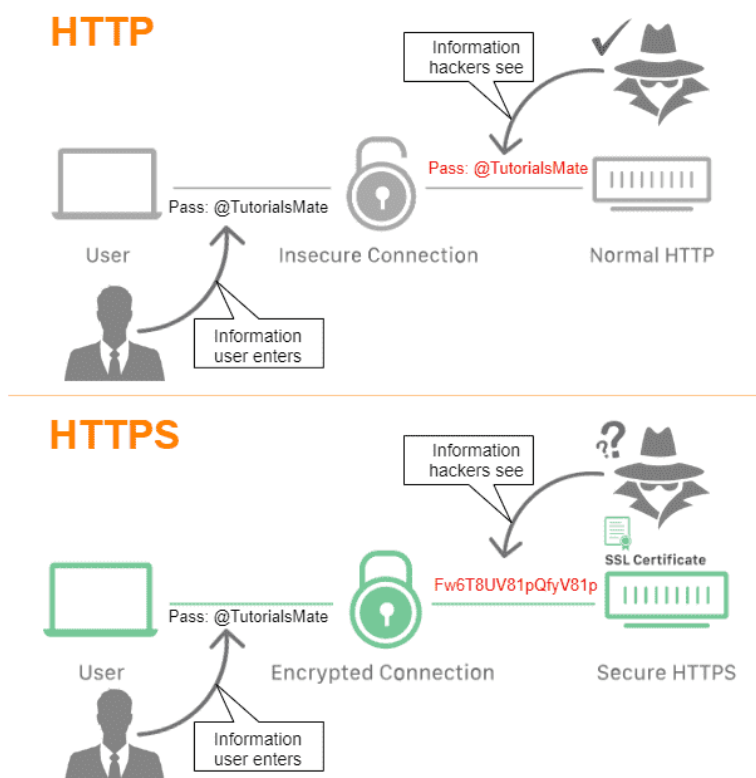 HTTP
Information
hackers see
Pass: @TutorialsMate
Pass: @TutorialsMate
User
Insecure Connection
Normal HTTP
Information
user enters
HTTPS
Information
hackers see
SSL Certificate
Fw6T8UV81pQfyV81p
Pass: @TutorialsMate
User
Encrypted Connection
Secure HTTPS
Information
user enters